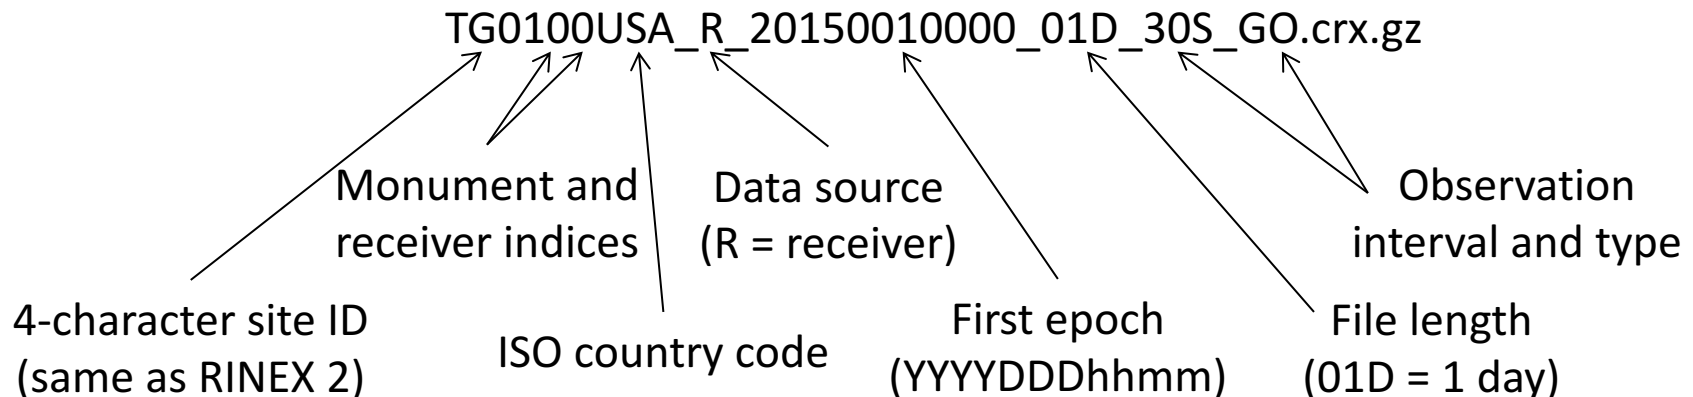 TG0100USA_R_20150010000_01D_30S_GO.crx.gz
Monument and
receiver indices
Data source
(R = receiver)
Observation
interval and type
4-character site ID
(same as RINEX 2)
ISO country code
First epoch
(YYYYDDDhhmm)
File length
(01D = 1 day)